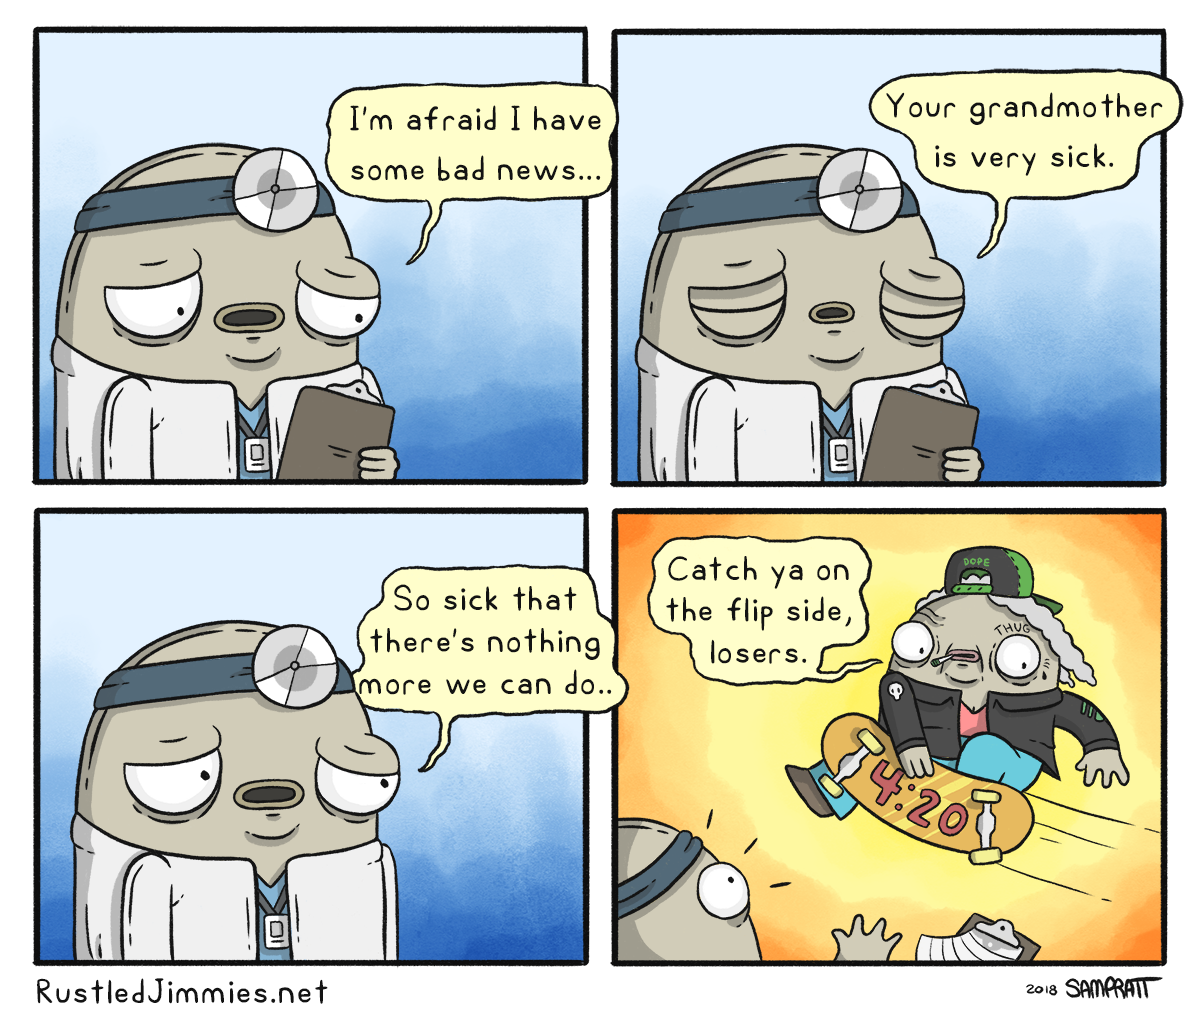 I'm afraid I have
some bad news...
Your grandmother
is very sick.
So sick that
there's nothing
more we can do..
Catch ya on
the flip side,
losers.
DOPE
THUG
4:20
RustledJimmies.net
2018 SAMPRATT